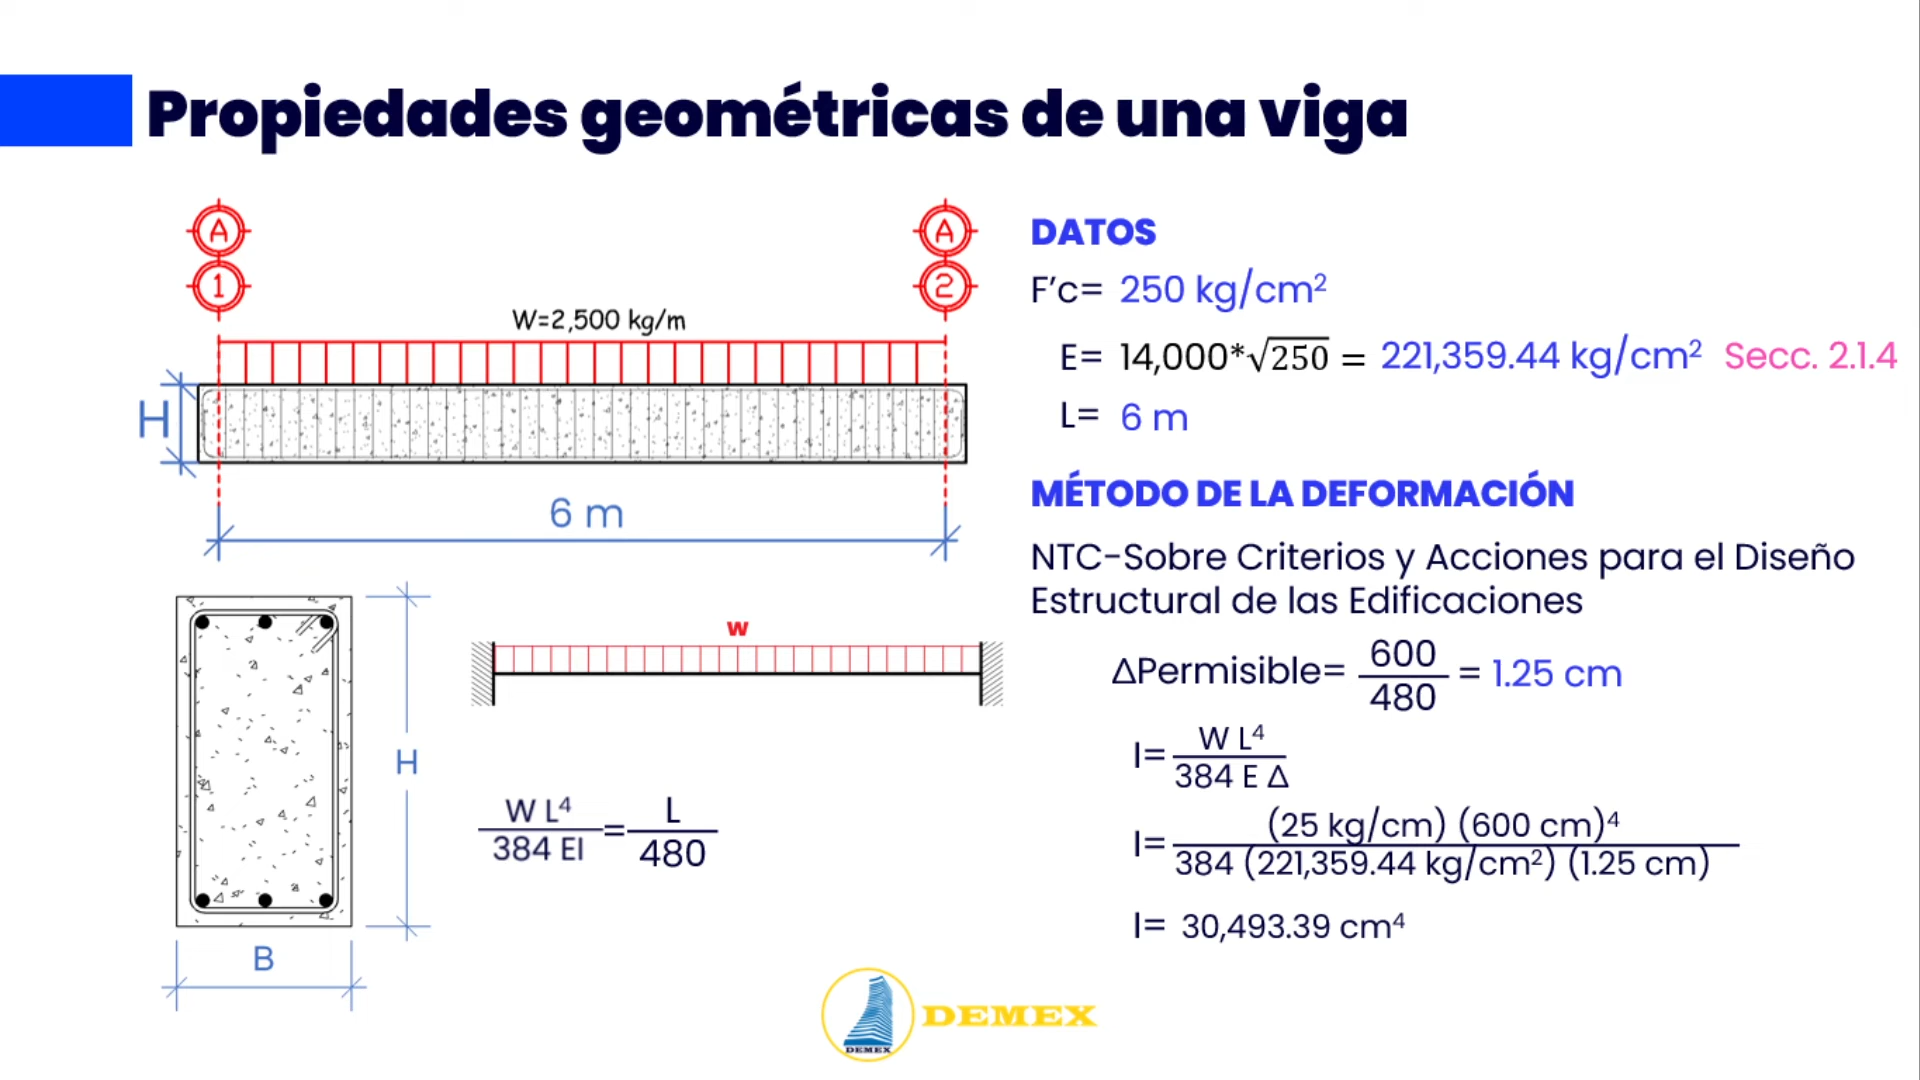 Propiedades geométricas de una viga
A
1
A
2
W=2,500 kg/m
H
6 m
B
H
w
W L⁴
384 EI
=
L
480
DATOS
F’c= 250 kg/cm²
E= 14,000*√250 = 221,359.44 kg/cm² Secc. 2.1.4
L= 6 m
MÉTODO DE LA DEFORMACIÓN
NTC-Sobre Criterios y Acciones para el Diseño
Estructural de las Edificaciones
ΔPermisible= 600/480 = 1.25 cm
I= W L⁴
384 E Δ
I= (25 kg/cm) (600 cm)⁴
384 (221,359.44 kg/cm²) (1.25 cm)
I= 30,493.39 cm⁴
DEMEX
DEMEX